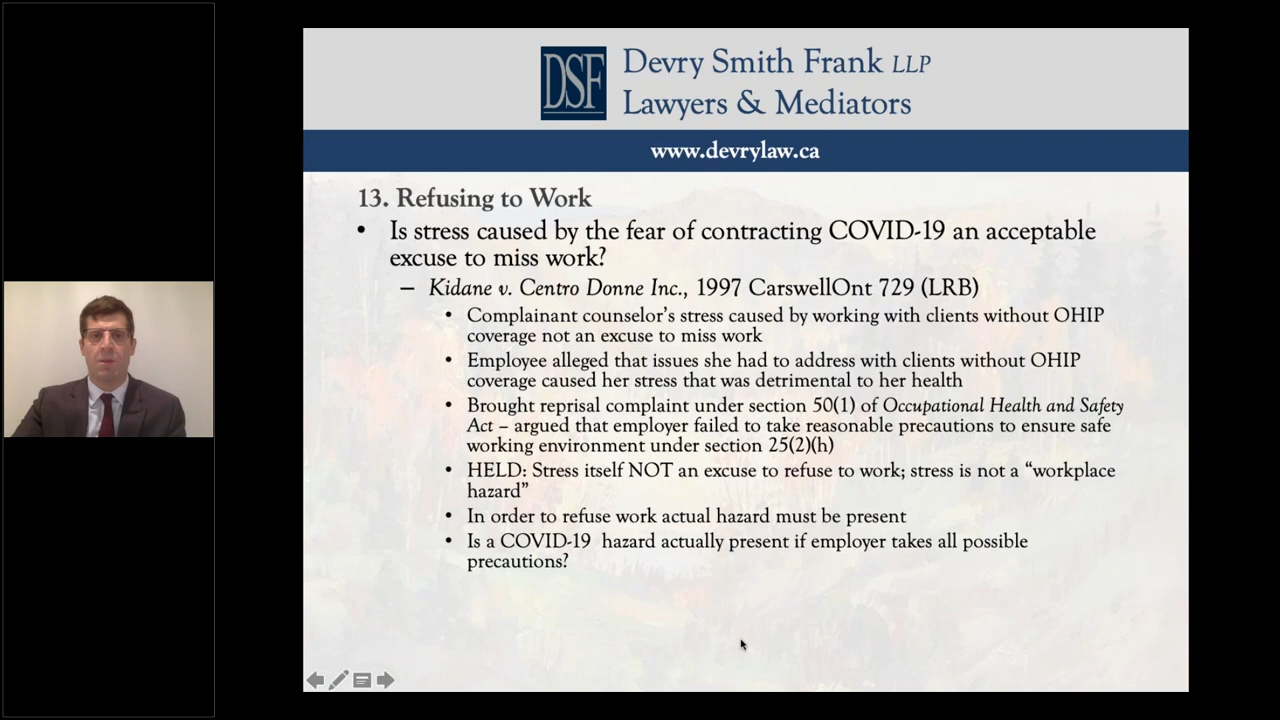 DSF
Devry Smith Frank LLP
Lawyers & Mediators
www.devrylaw.ca
13. Refusing to Work
• Is stress caused by the fear of contracting COVID-19 an acceptable
excuse to miss work?
– Kidane v. Centro Donne Inc., 1997 CarswellOnt 729 (LRB)
• Complainant counselor's stress caused by working with clients without OHIP
coverage not an excuse to miss work
• Employee alleged that issues she had to address with clients without OHIP
coverage caused her stress that was detrimental to her health
• Brought reprisal complaint under section 50(1) of Occupational Health and Safety
Act – argued that employer failed to take reasonable precautions to ensure safe
working environment under section 25(2)(h)
• HELD: Stress itself NOT an excuse to refuse to work; stress is not a “workplace
hazard”
• In order to refuse work actual hazard must be present
• Is a COVID-19 hazard actually present if employer takes all possible
precautions?